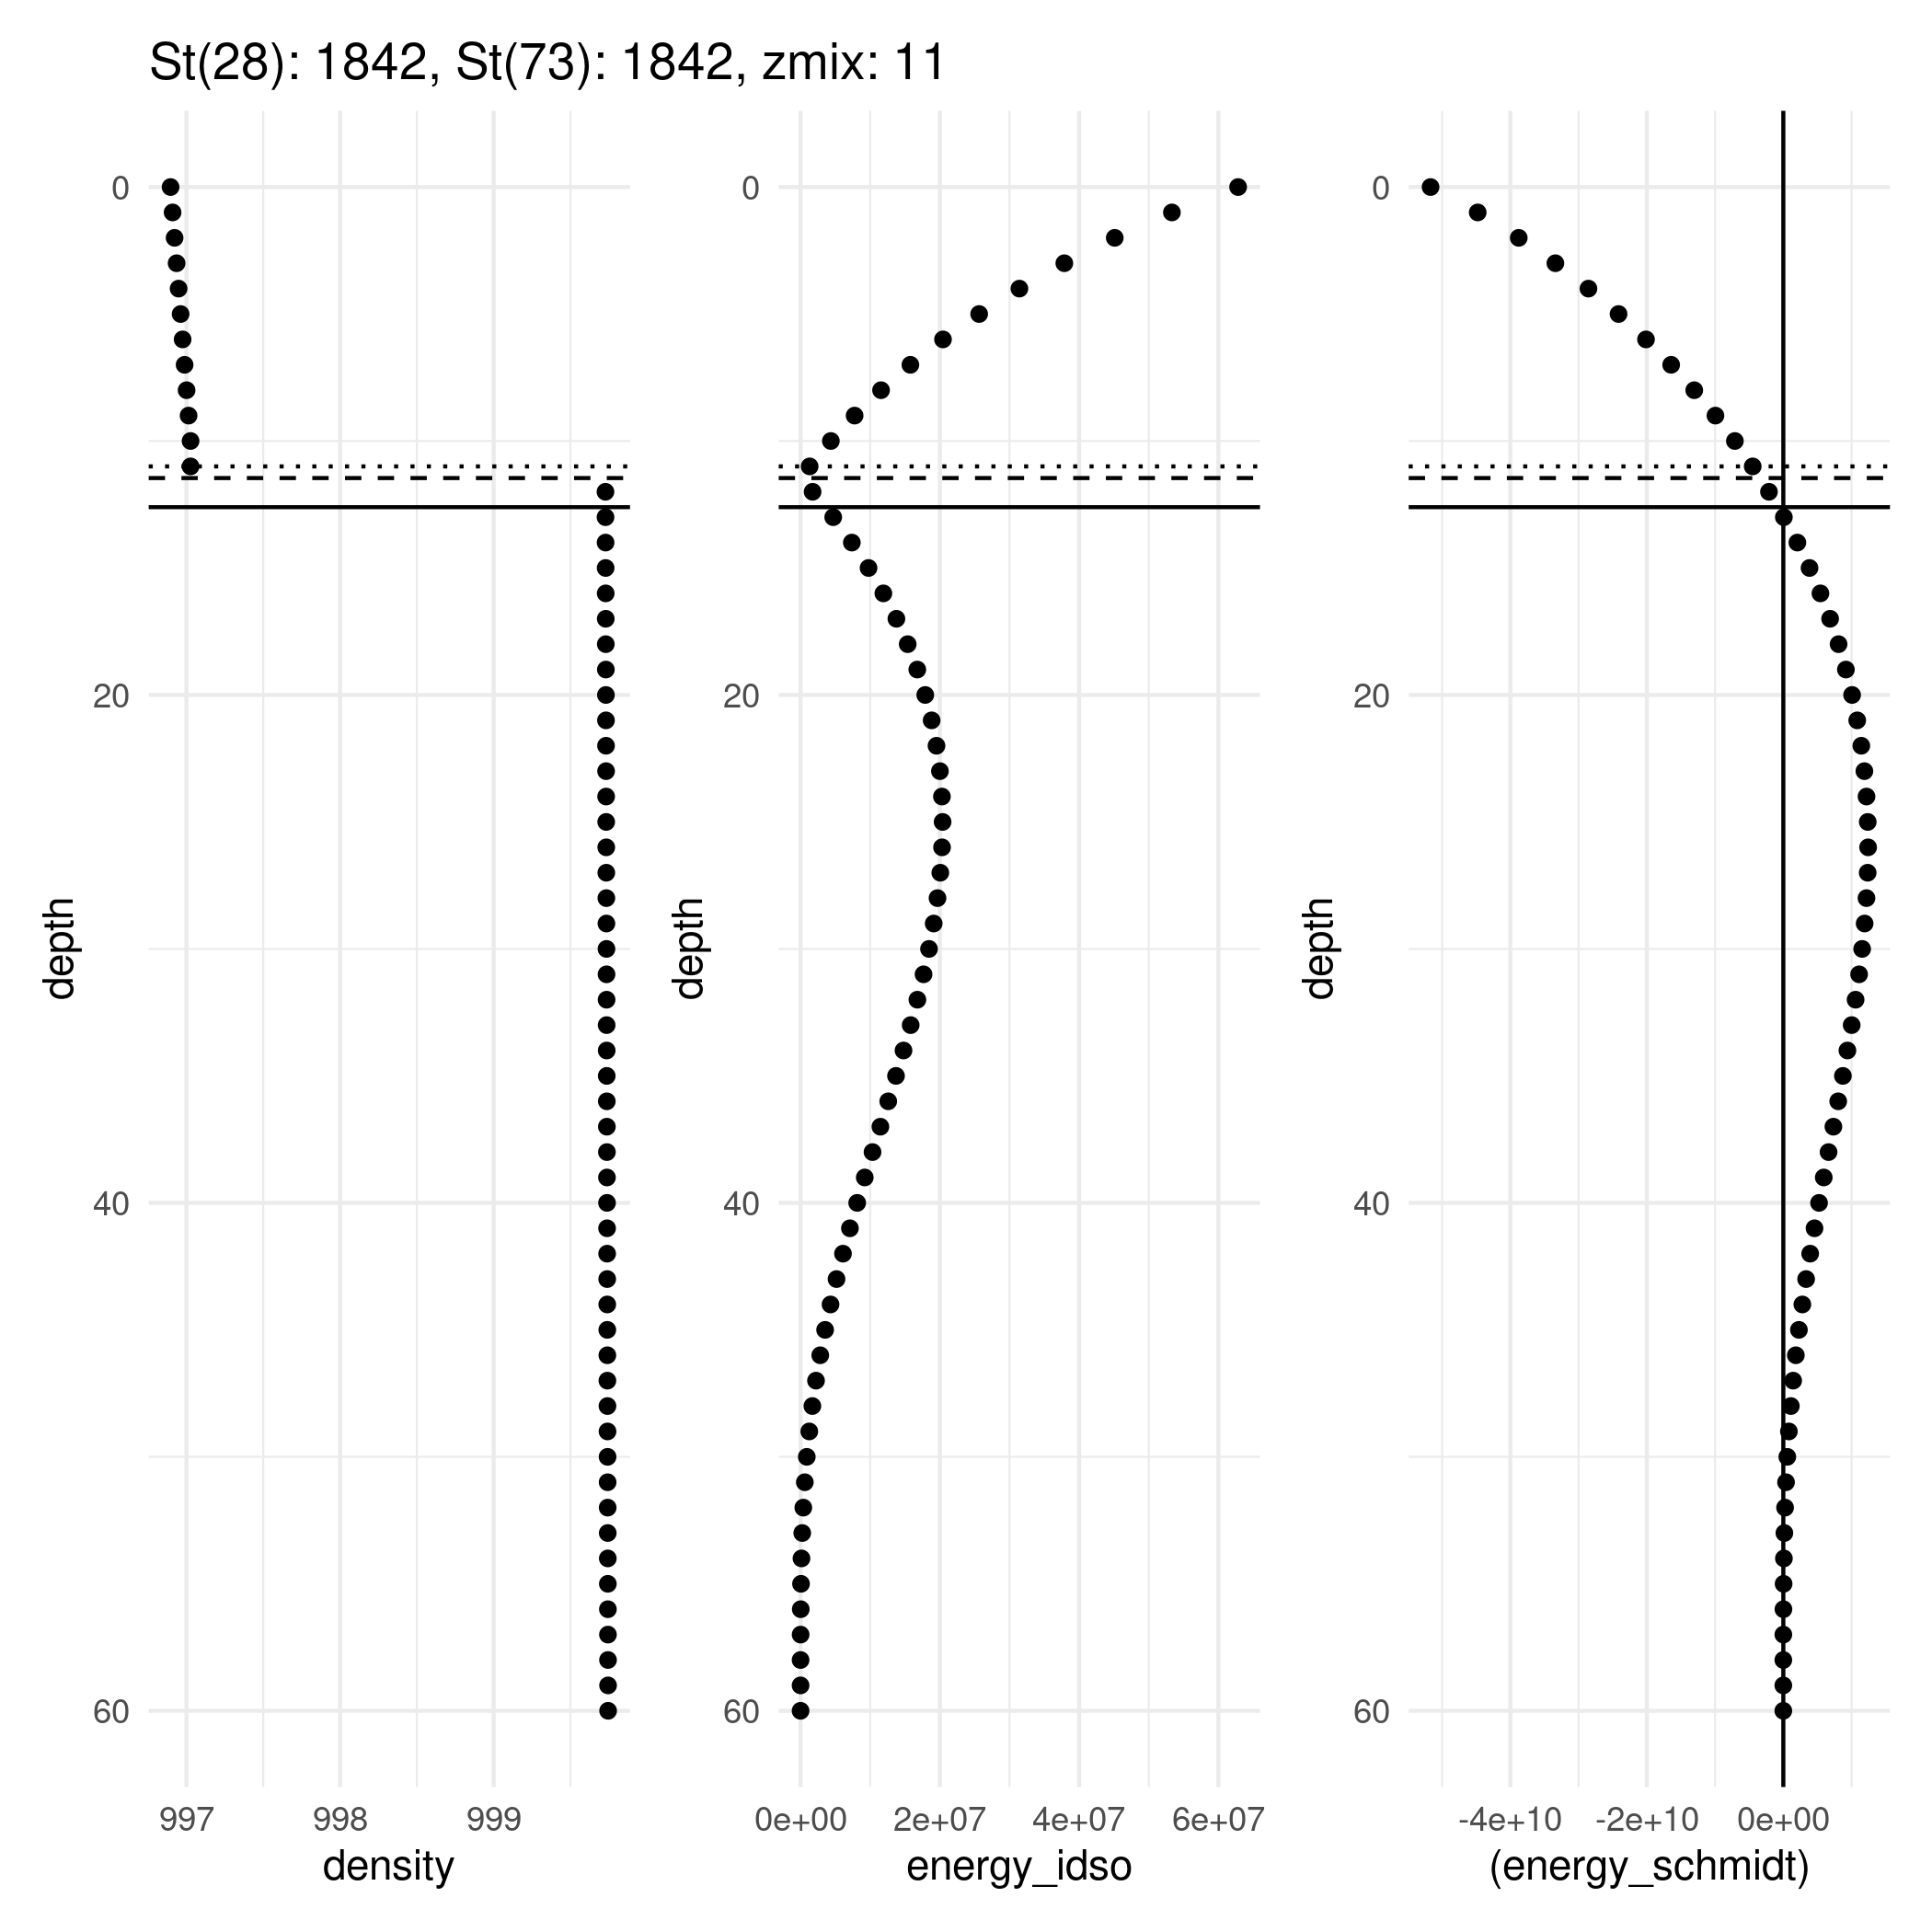 St(28): 1842, St(73): 1842, zmix: 11
0
20
40
60
depth
997 998 999
density
0
20
40
60
depth
0e+00 2e+07 4e+07 6e+07
energy_idso
0
20
40
60
depth
-4e+10 -2e+10 0e+00
(energy_schmidt)